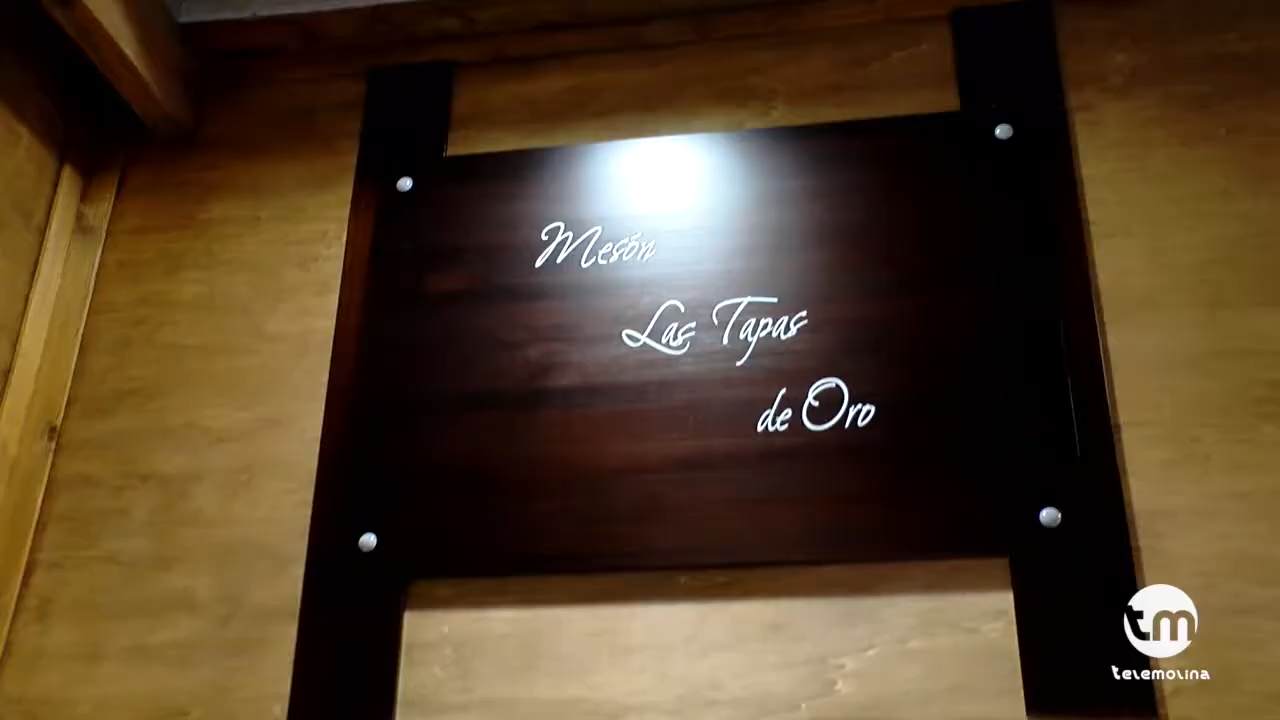 Mesón
Las Tapas
de Oro
tm
telemolina